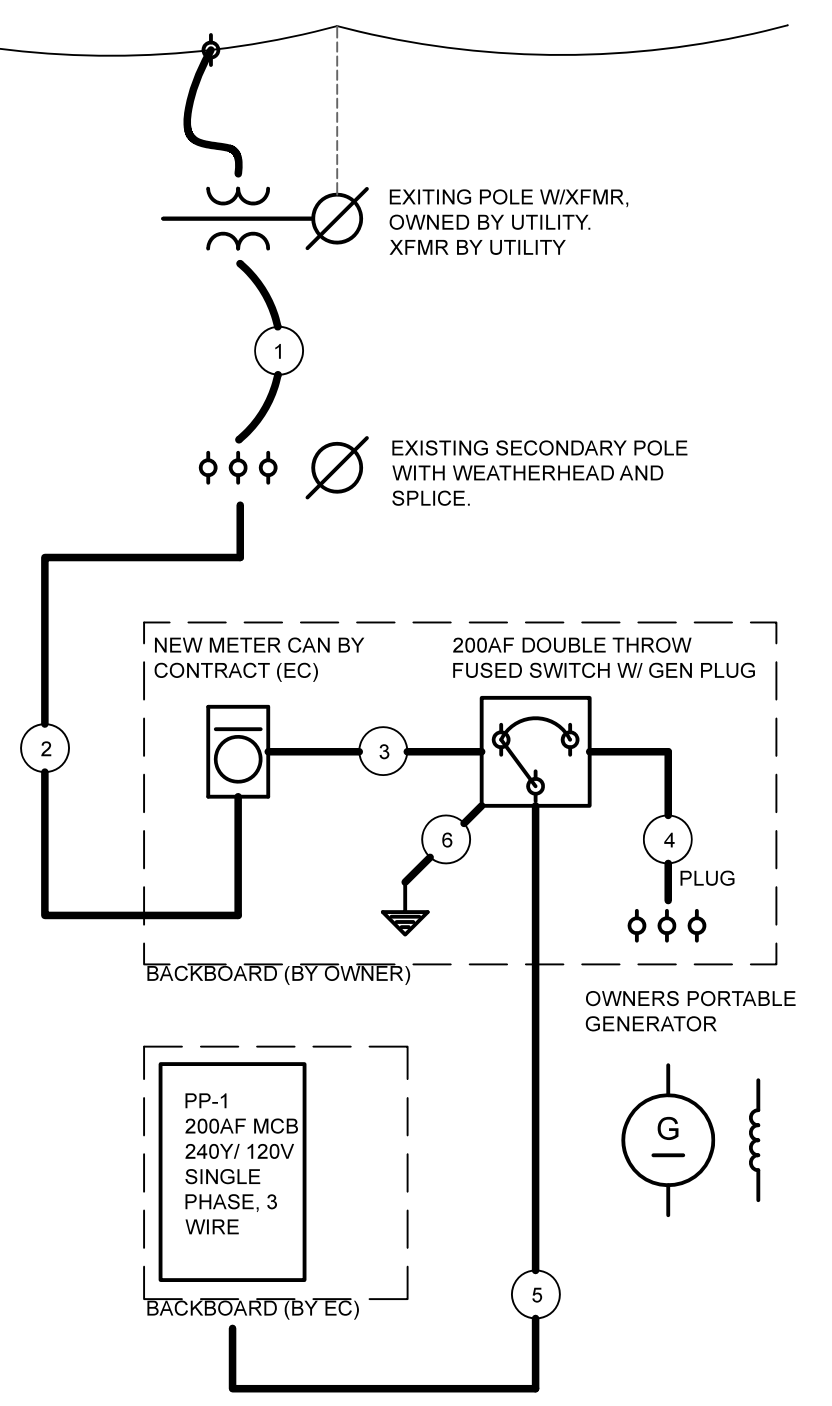 EXITING POLE W/XFMR,
OWNED BY UTILITY.
XFMR BY UTILITY
1
EXISTING SECONDARY POLE
WITH WEATHERHEAD AND
SPLICE.
NEW METER CAN BY
CONTRACT (EC)
200AF DOUBLE THROW
FUSED SWITCH W/ GEN PLUG
2
3
6
4
PLUG
BACKBOARD (BY OWNER)
OWNERS PORTABLE
GENERATOR
PP-1
200AF MCB
240Y/ 120V
SINGLE
PHASE, 3
WIRE
G
BACKBOARD (BY EC)
5